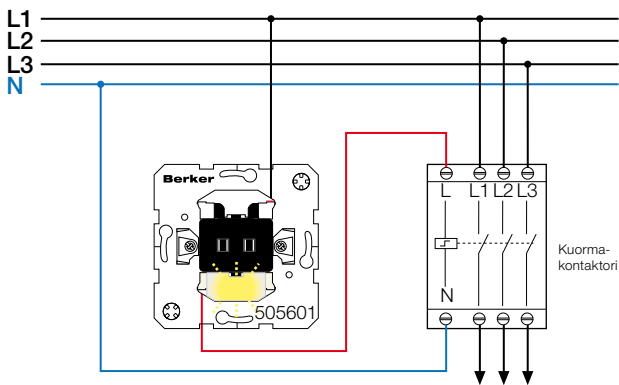 L1
L2
L3
N
Berker
505601
L L1 L2 L3
N
Kuorma-
kontaktori